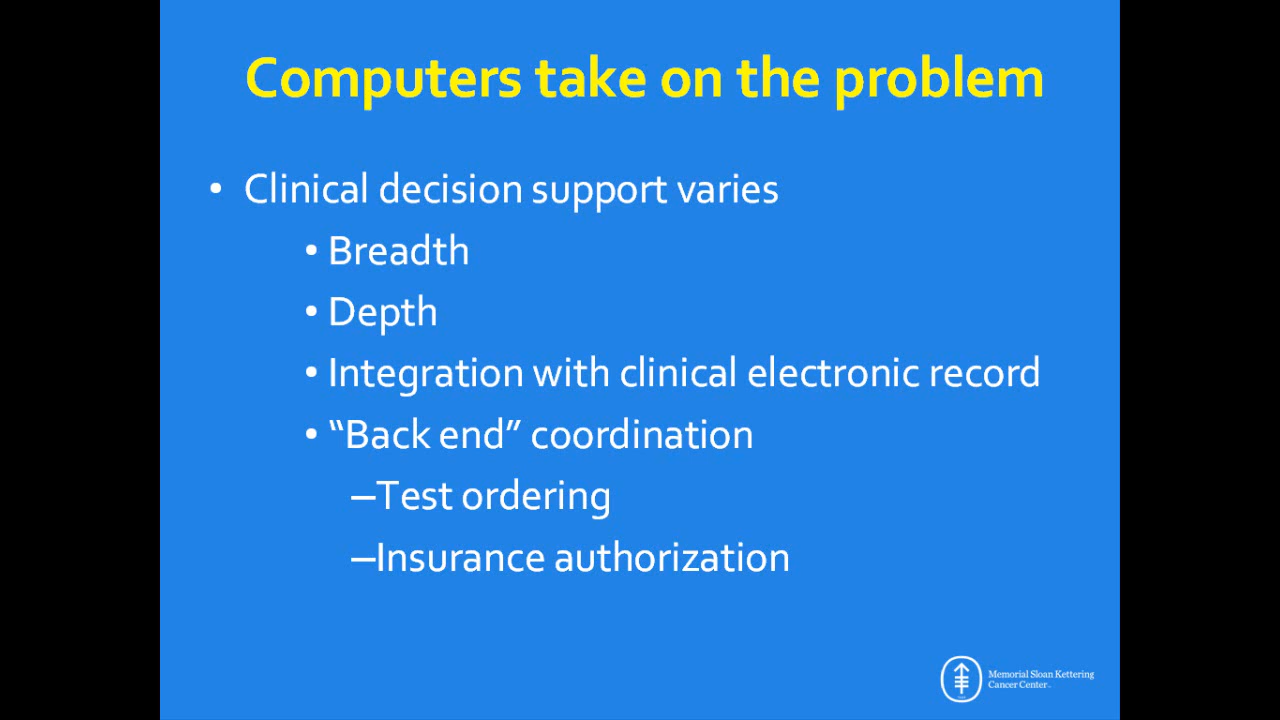 Computers take on the problem
• Clinical decision support varies
• Breadth
• Depth
• Integration with clinical electronic record
• “Back end” coordination
–Test ordering
–Insurance authorization
Memorial Sloan Kettering
Cancer Center